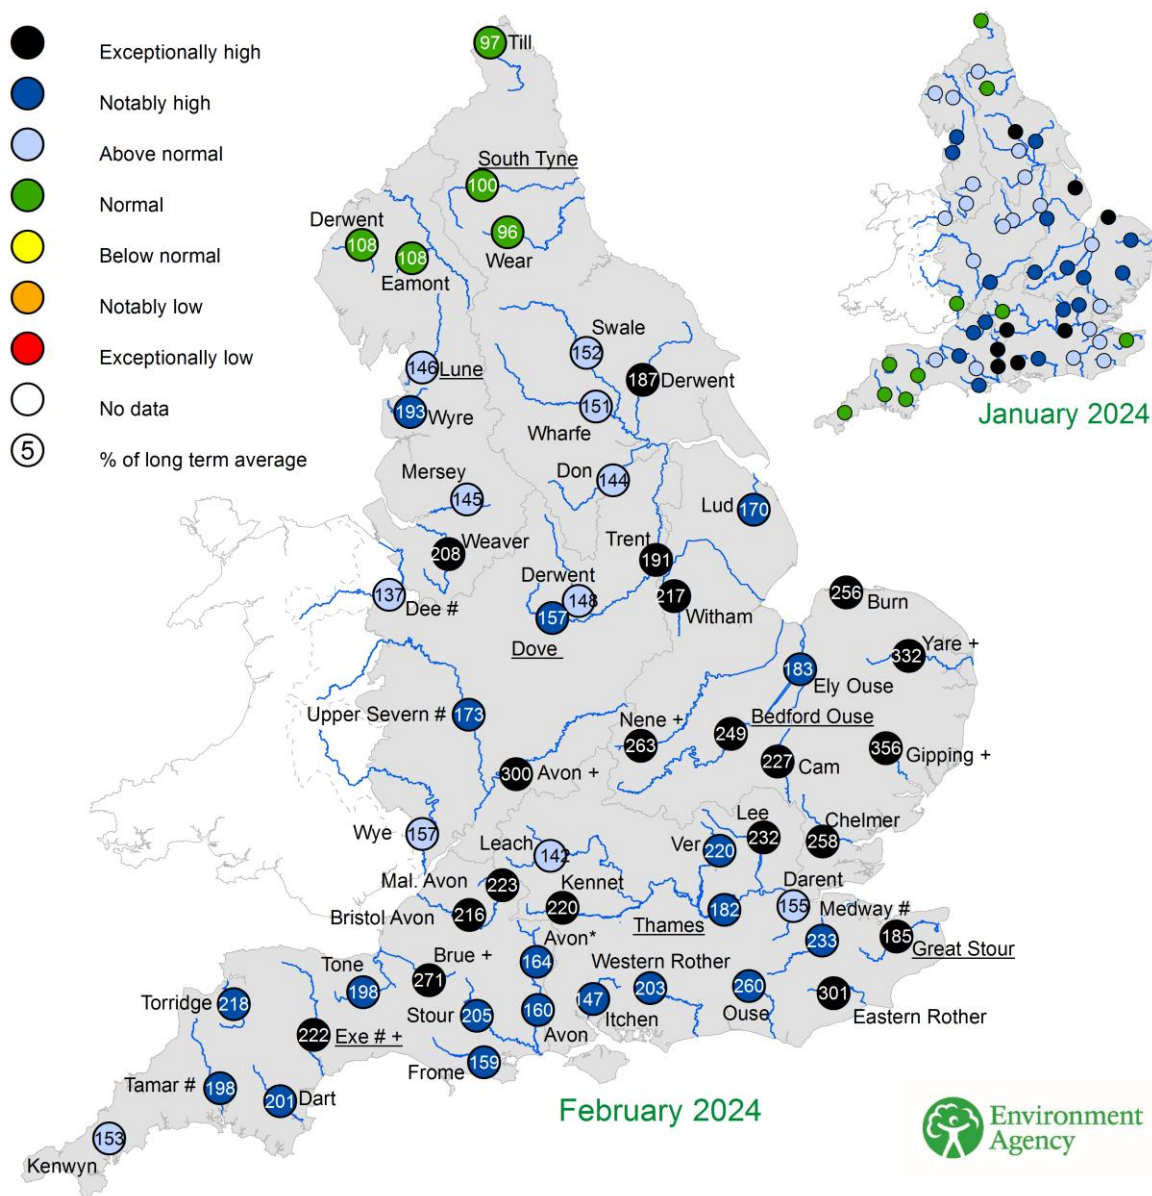 Exceptionally high
Notably high
Above normal
Normal
Below normal
Notably low
Exceptionally low
No data
5
% of long term average
97 Till
South Tyne
100
Derwent
108
96
Wear
108
Eamont
Swale
152
146 Lune
187 Derwent
193 Wyre
151
Wharfe
Mersey
145
Don
144
Lud
170
Weaver
208
Trent
191
137
Dee #
Derwent
148
157
Dove
217
Witham
256
Burn
Yare +
332
183
Ely Ouse
Upper Severn #
173
Nene +
263
Bedford Ouse
249
356
Gipping +
227
Cam
300 Avon +
Wye
157
Leach
142
Ver
220
Lee
232
Chelmer
258
Mal. Avon
223
Kennet
220
Bristol Avon
216
Thames
182
Darent
155
Medway #
233
185
Great Stour
Avon*
164
Brue +
271
Tone
198
Western Rother
203
Torridge
218
Stour
205
160
Avon
147
Itchen
260
Ouse
301
Eastern Rother
222
Exe # +
Frome
159
Tamar #
198
201
Dart
153
Kenwyn
January 2024
February 2024
Environment
Agency